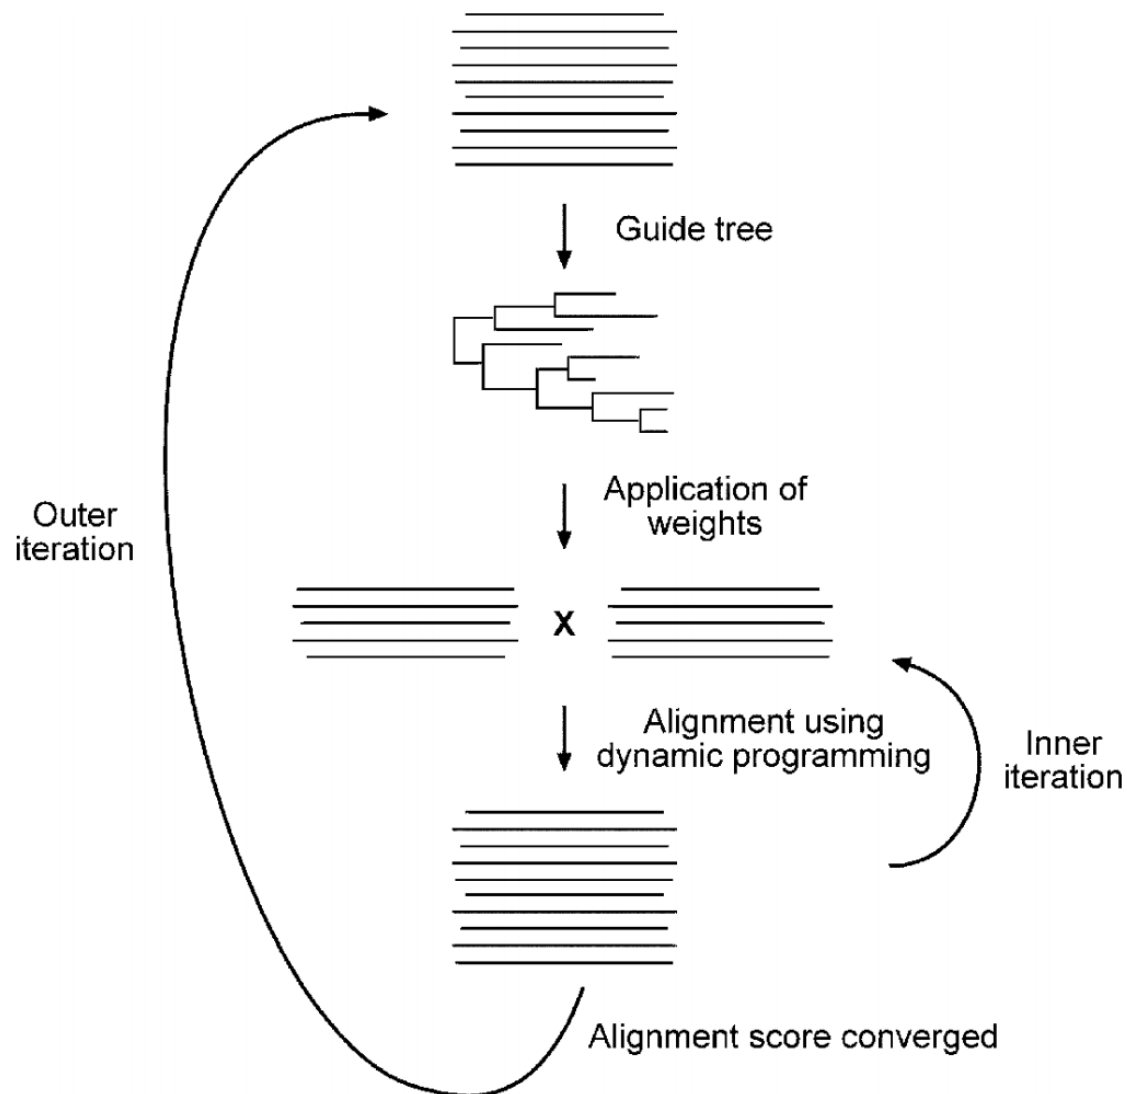 Guide tree
Application of
weights
Outer
iteration
X
Alignment using
dynamic programming
Inner
iteration
Alignment score converged